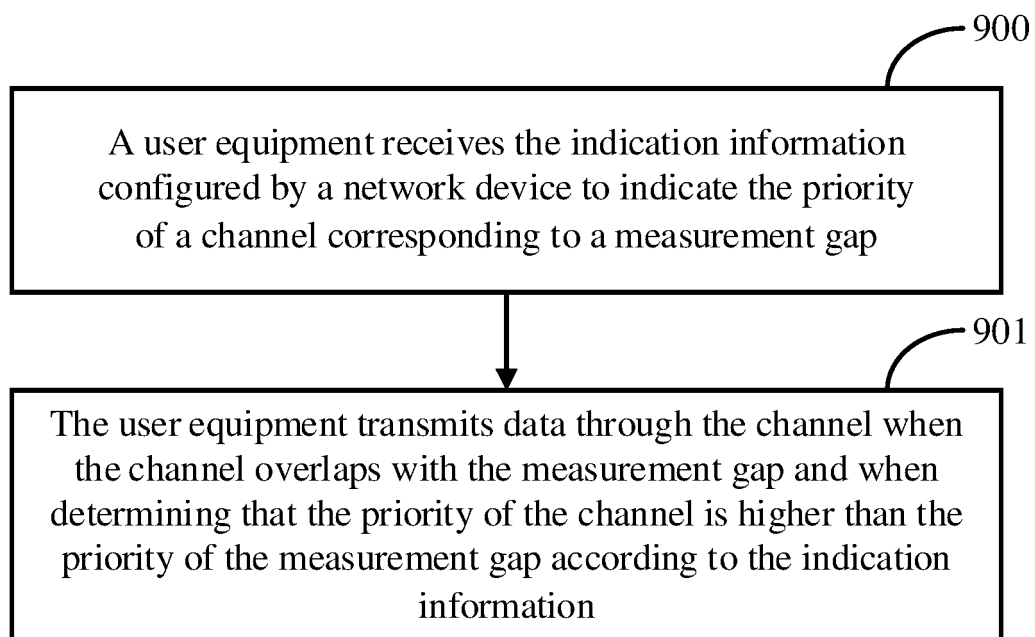 900
A user equipment receives the indication information
configured by a network device to indicate the priority
of a channel corresponding to a measurement gap
901
The user equipment transmits data through the channel when
the channel overlaps with the measurement gap and when
determining that the priority of the channel is higher than the
priority of the measurement gap according to the indication
information